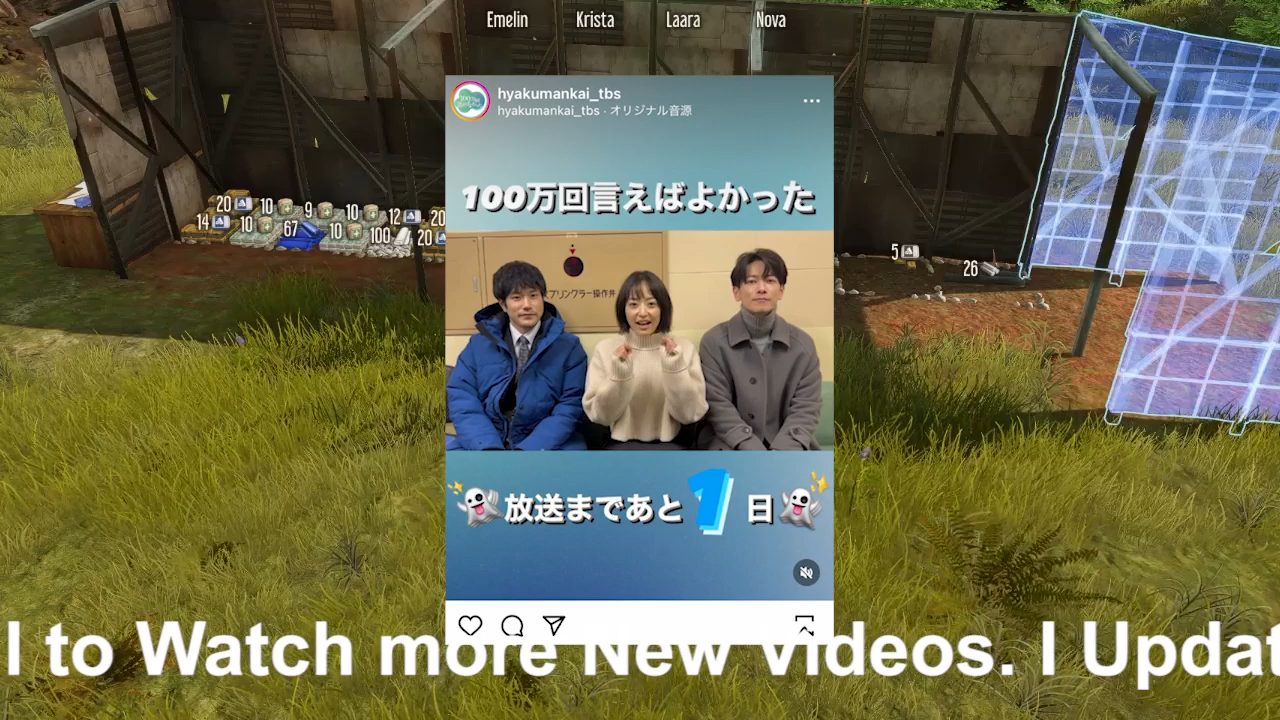 Emelin Krista Laara Nova
hyakumankai_tbs
hyakumankai_tbs · オリジナル音源
100万回言えばよかった
スプリンクラー操作弁
20 10 9 10 12 20
14 10 67 10 100 20
5
26
放送まであと1日
l to Watch more New Videos. I Updat